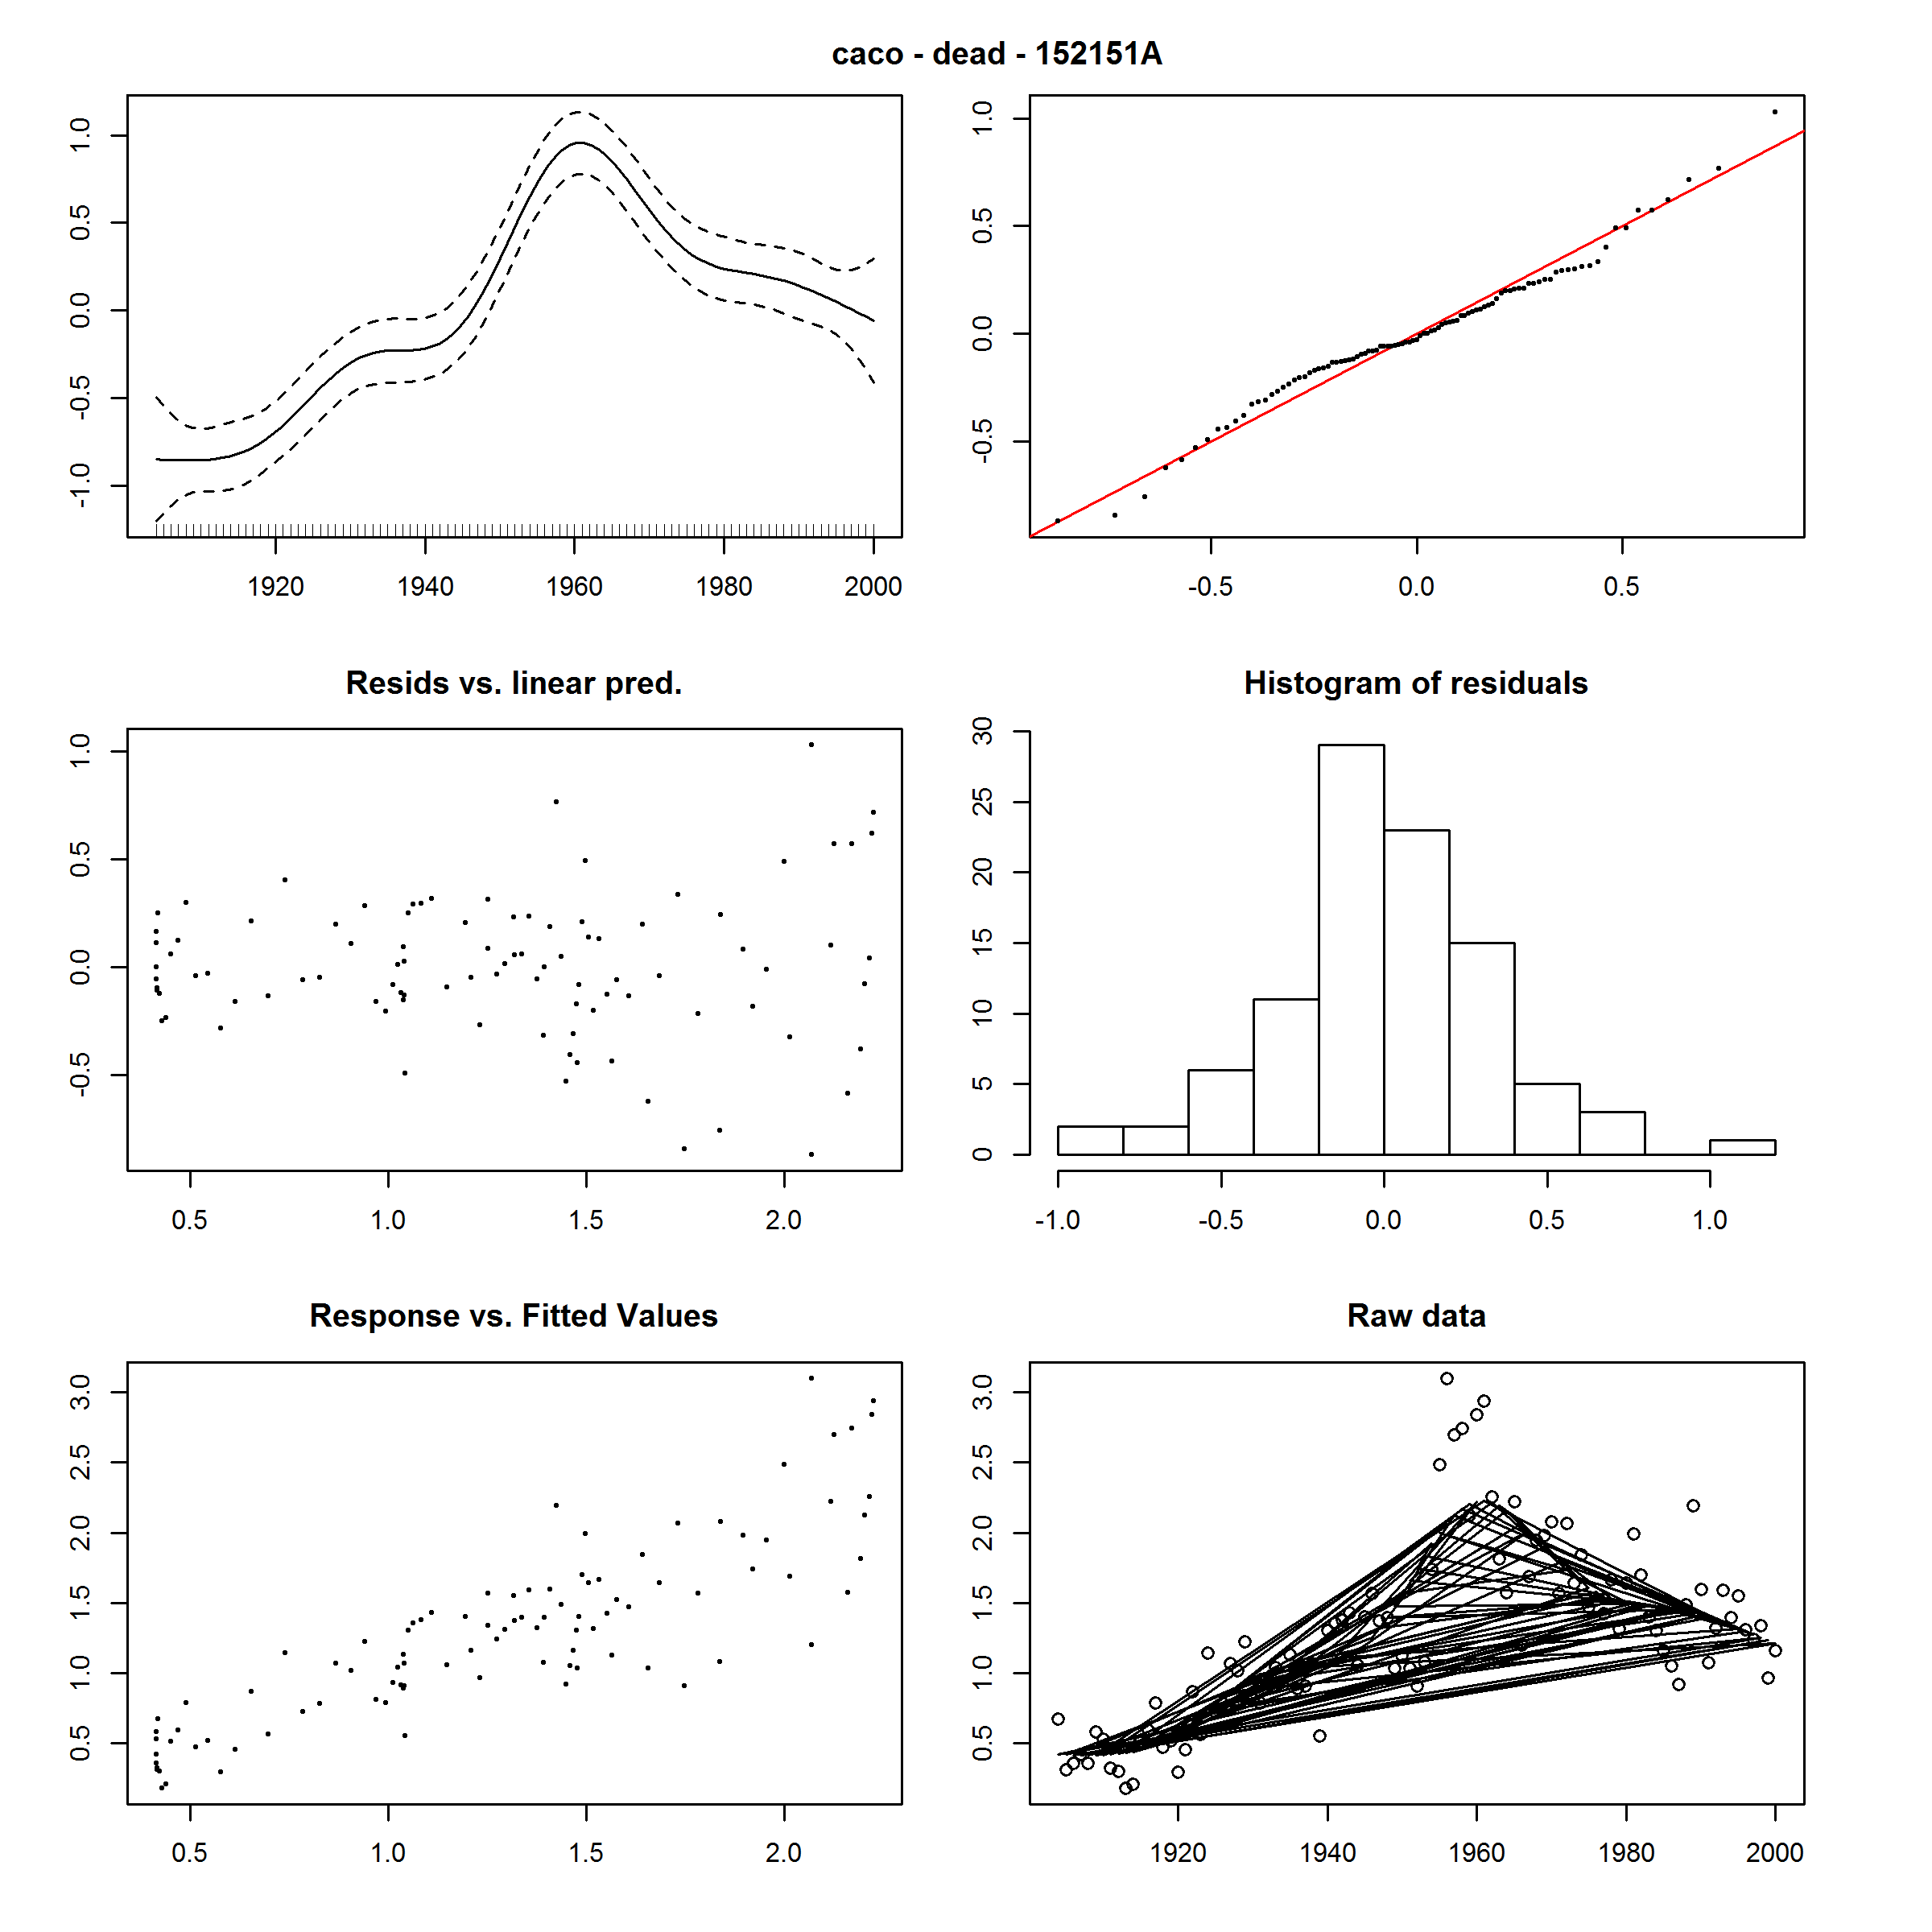 caco - dead - 152151A
1.0
0.5
0.0
-0.5
-1.0
1920 1940 1960 1980 2000
1.0
0.5
0.0
-0.5
-0.5 0.0 0.5
Resids vs. linear pred.
1.0
0.5
0.0
-0.5
0.5 1.0 1.5 2.0
Histogram of residuals
30
25
20
15
10
5
0
-1.0 -0.5 0.0 0.5 1.0
Response vs. Fitted Values
3.0
2.5
2.0
1.5
1.0
0.5
0.5 1.0 1.5 2.0
Raw data
3.0
2.5
2.0
1.5
1.0
0.5
1920 1940 1960 1980 2000